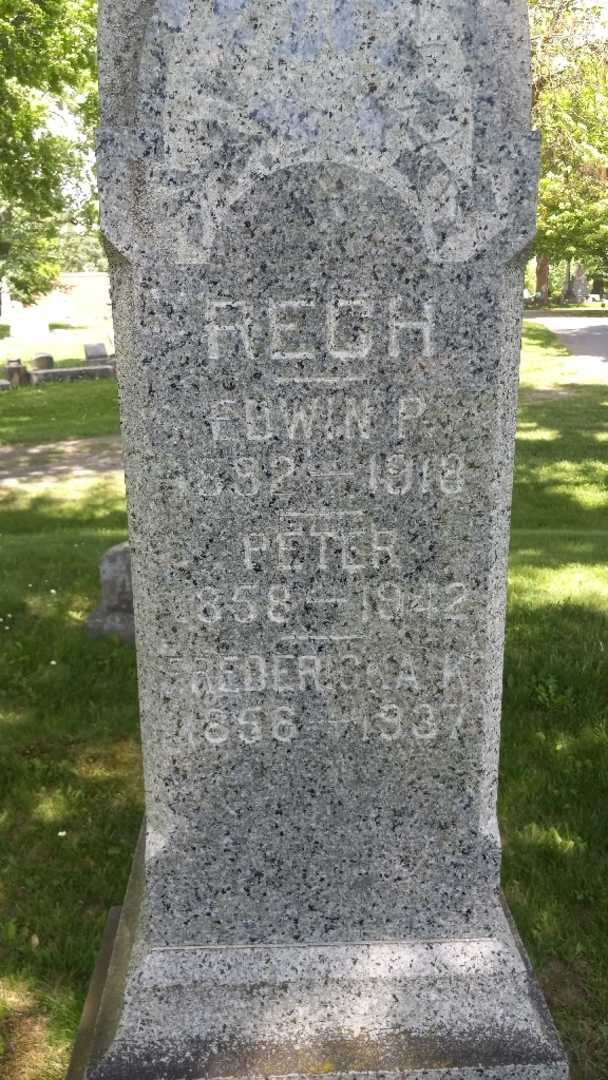 RECH
EDWIN P.
1892 — 1918
PETER
1858 — 1942
FREDERICKA K
1856 — 1937